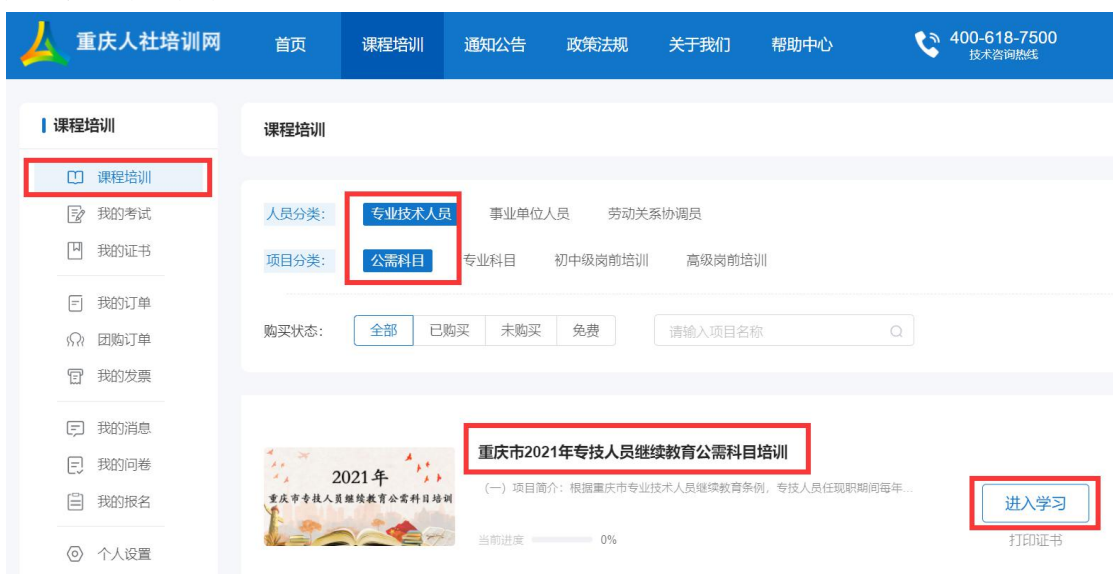 重庆人社培训网
首页 课程培训 通知公告 政策法规 关于我们 帮助中心
400-618-7500
技术咨询热线
课程培训
课程培训
我的考试
我的证书
我的订单
团购订单
我的发票
我的消息
我的问卷
我的报名
个人设置
课程培训
人员分类： 专业技术人员 事业单位人员 劳动关系协调员
项目分类： 公需科目 专业科目 初中级岗前培训 高级岗前培训
购买状态： 全部 已购买 未购买 免费 请输入项目名称
2021年
重庆市专技人员继续教育公需科目培训
重庆市2021年专技人员继续教育公需科目培训
（一）项目简介：根据重庆市专业技术人员继续教育条例，专技人员任现职期间每年...
当前进度 0%
进入学习
打印证书